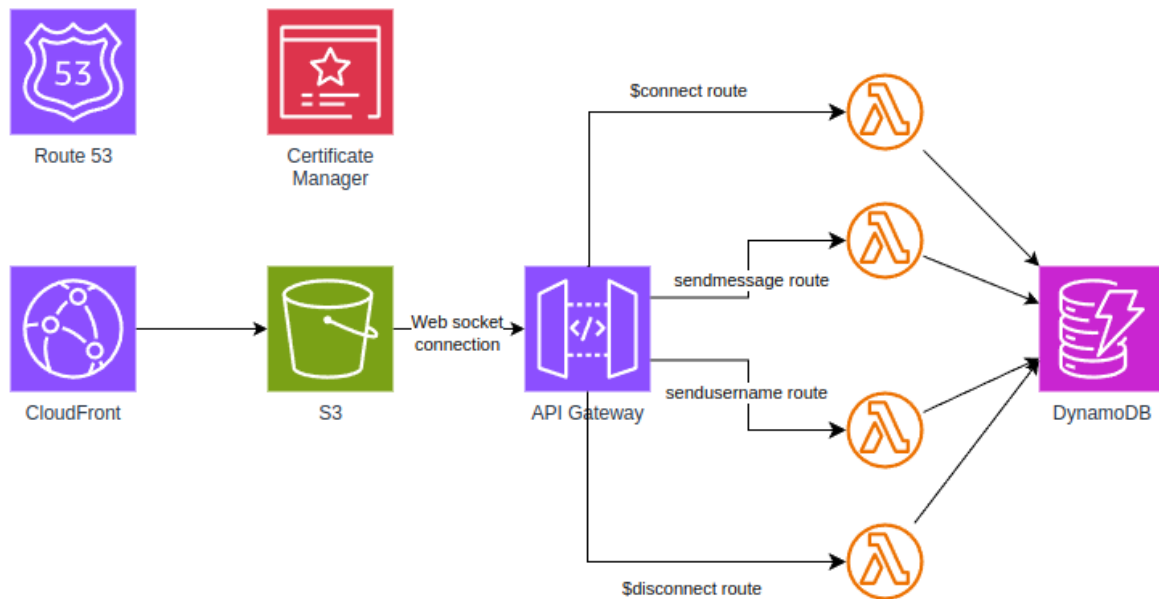 53
Route 53
Certificate
Manager
$connect route
sendmessage route
Web socket
connection
</>
sendusername route
CloudFront
S3
API Gateway
DynamoDB
$disconnect route